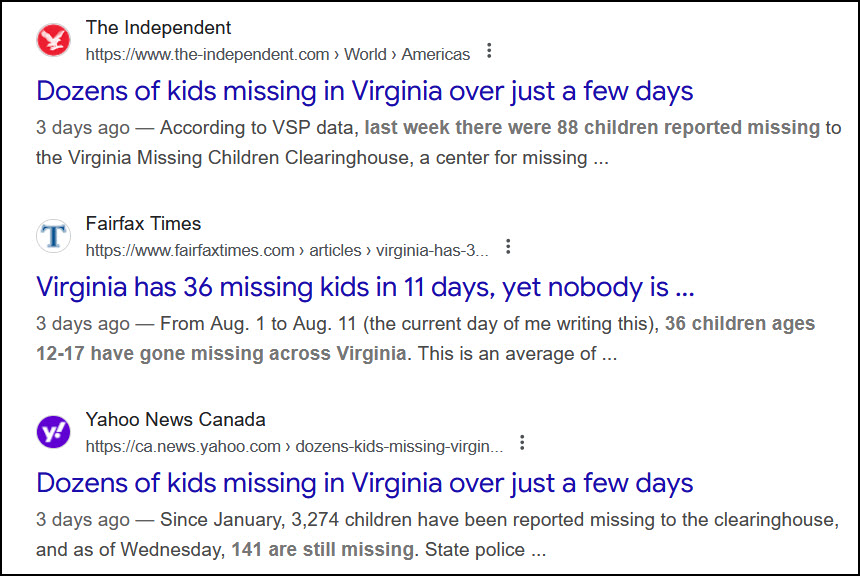 The Independent
https://www.the-independent.com › World › Americas
Dozens of kids missing in Virginia over just a few days
3 days ago — According to VSP data, last week there were 88 children reported missing to
the Virginia Missing Children Clearinghouse, a center for missing ...
Fairfax Times
https://www.fairfaxtimes.com › articles › virginia-has-3...
Virginia has 36 missing kids in 11 days, yet nobody is ...
3 days ago — From Aug. 1 to Aug. 11 (the current day of me writing this), 36 children ages
12-17 have gone missing across Virginia. This is an average of ...
Yahoo News Canada
https://ca.news.yahoo.com › dozens-kids-missing-virgin...
Dozens of kids missing in Virginia over just a few days
3 days ago — Since January, 3,274 children have been reported missing to the clearinghouse,
and as of Wednesday, 141 are still missing. State police ...